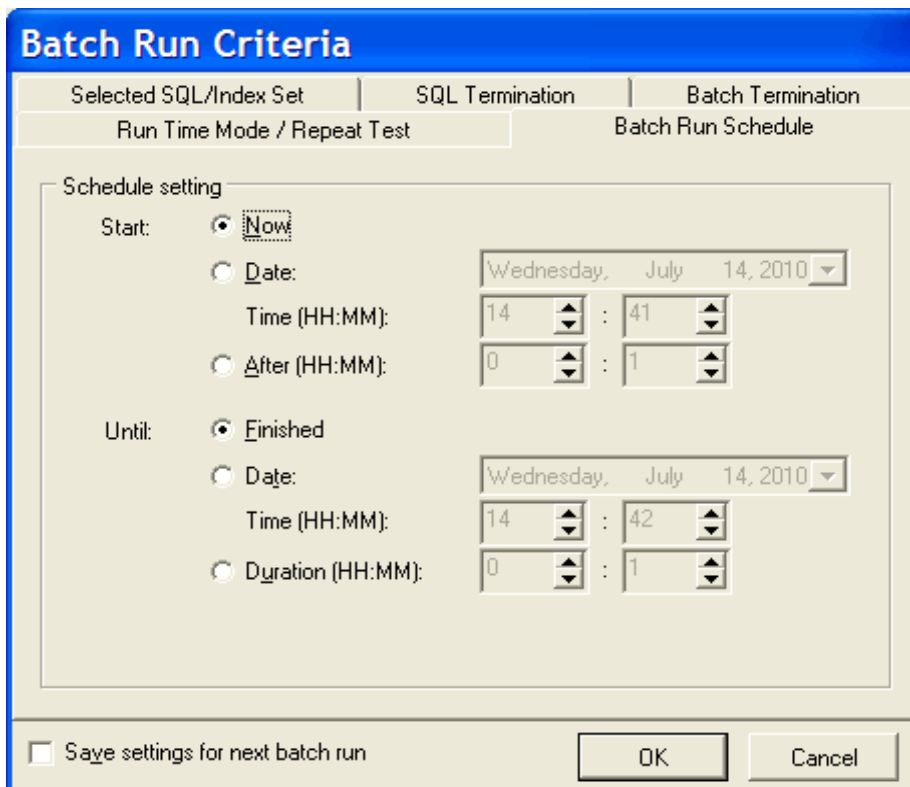 Batch Run Criteria
Selected SQL/Index Set SQL Termination Batch Termination
Run Time Mode / Repeat Test Batch Run Schedule
Schedule setting
Start: Now
Date: Wednesday, July 14, 2010
Time (HH:MM): 14 : 41
After (HH:MM): 0 : 1
Until: Finished
Date: Wednesday, July 14, 2010
Time (HH:MM): 14 : 42
Duration (HH:MM): 0 : 1
Save settings for next batch run OK Cancel